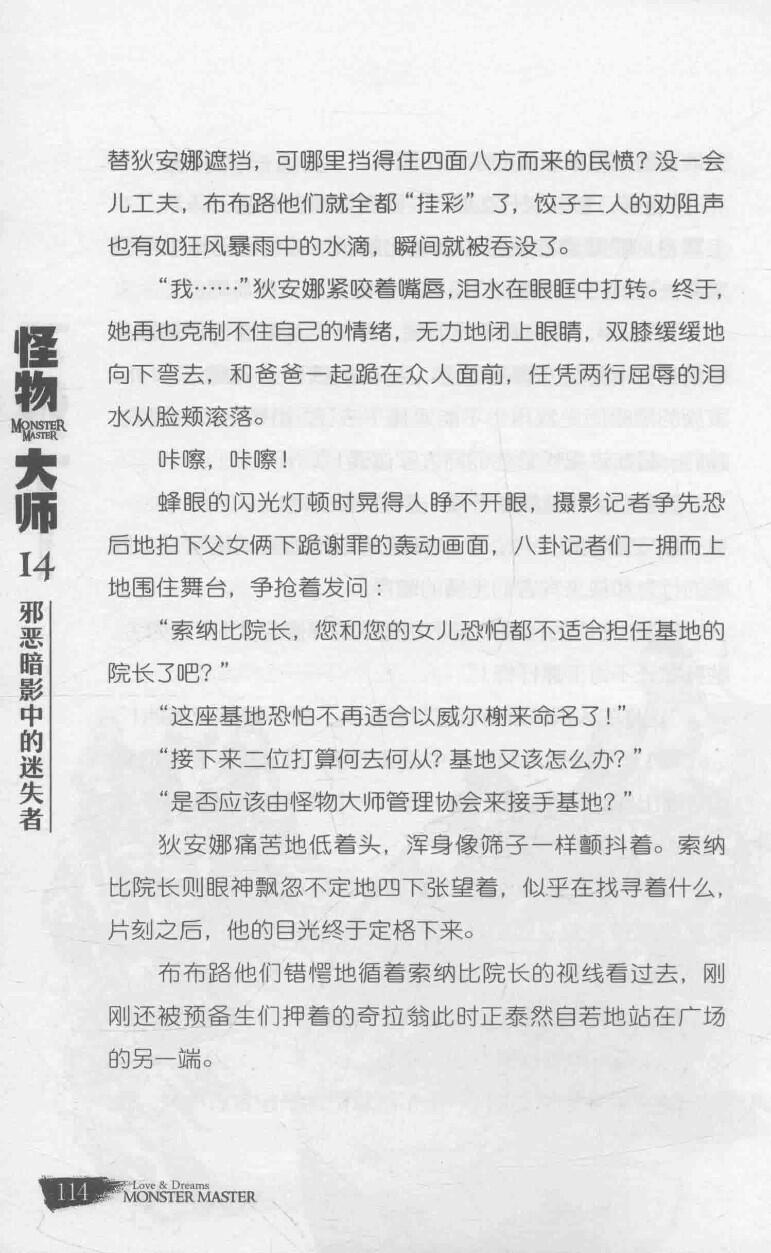 替狄安娜遮挡，可哪里挡得住四面八方而来的民愤？没一会
儿工夫，布布路他们就全都“挂彩”了，饺子三人的劝阻声
也有如狂风暴雨中的水滴，瞬间就被吞没了。
“我……”狄安娜紧咬着嘴唇，泪水在眼眶中打转。终于，
她再也克制不住自己的情绪，无力地闭上眼睛，双膝缓缓地
向下弯去，和爸爸一起跪在众人面前，任凭两行屈辱的泪
水从脸颊滚落。
咔嚓，咔嚓！
蜂眼的闪光灯顿时晃得人睁不开眼，摄影记者争先恐
后地拍下父女俩下跪谢罪的轰动画面，八卦记者们一拥而上
地围住舞台，争抢着发问：
“索纳比院长，您和您的女儿恐怕都不适合担任基地的
院长了吧？”
“这座基地恐怕不再适合以威尔榭来命名了！”
“接下来二位打算何去何从？基地又该怎么办？”
“是否应该由怪物大师管理协会来接手基地？”
狄安娜痛苦地低着头，浑身像筛子一样颤抖着。索纳
比院长则眼神飘忽不定地四下张望着，似乎在找寻着什么，
片刻之后，他的目光终于定格下来。
布布路他们错愕地循着索纳比院长的视线看过去，刚
刚还被预备生们押着的奇拉翁此时正泰然自若地站在广场
的另一端。
怪物
MONSTER
MASTER
大师
14
邪恶暗影中的迷失者
114
Love & Dreams
MONSTER MASTER